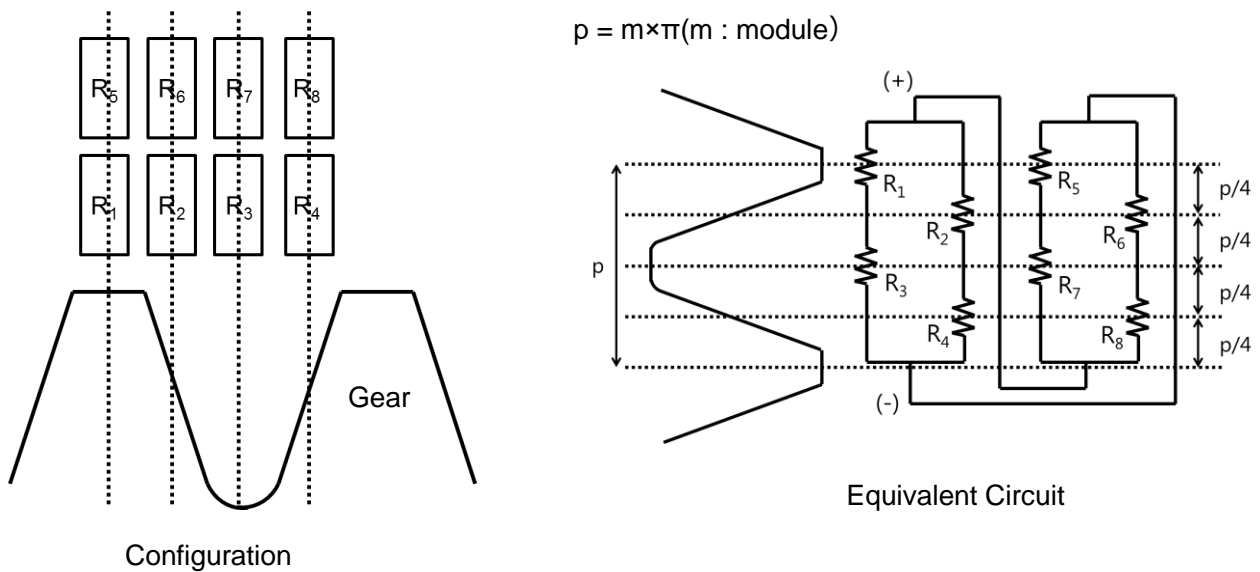 p = m×π(m : module)
R5 R6 R7 R8
R1 R2 R3 R4
Gear
Configuration
(+)
R1
R5
p/4
R2
R6
p/4
p
R3
R7
p/4
R4
R8
p/4
(-)
Equivalent Circuit